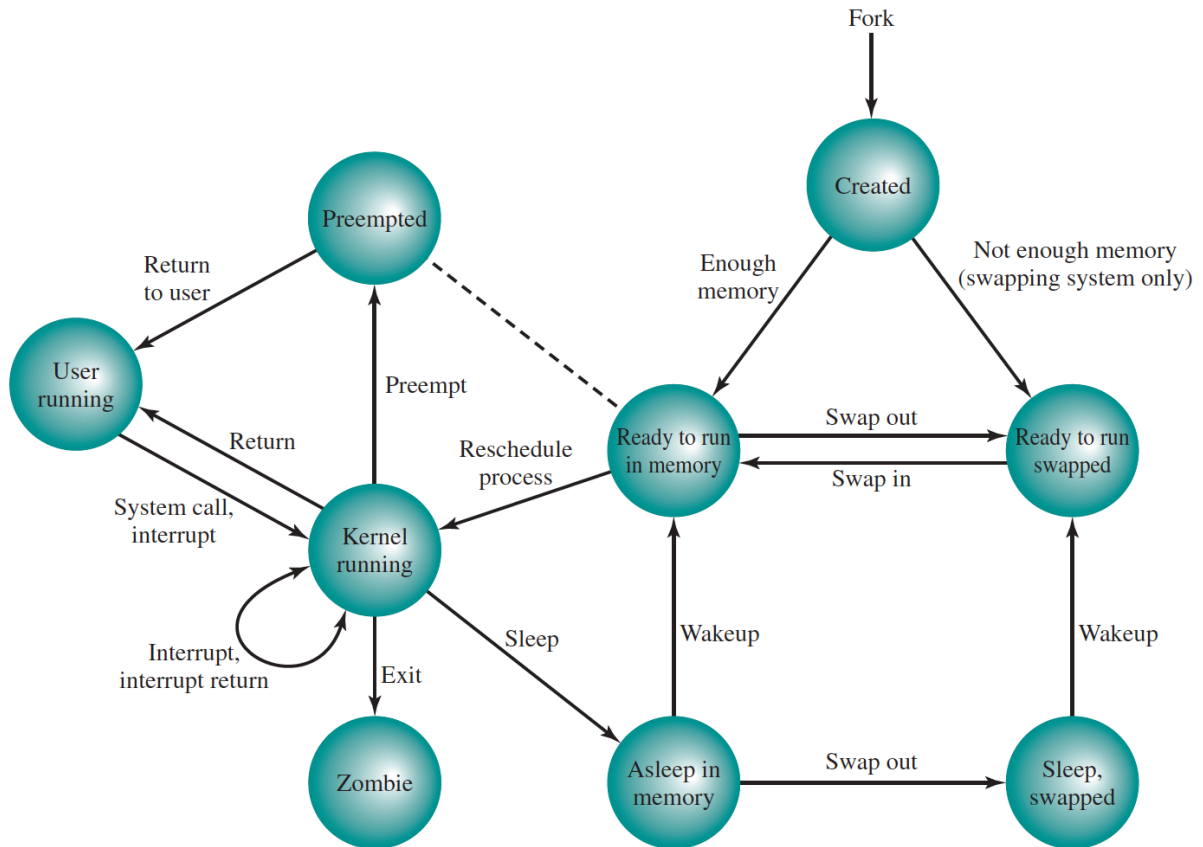 Fork
Created
Preempted
Enough
memory
Not enough memory
(swapping system only)
Return
to user
User
running
Preempt
Return
Reschedule
process
Ready to run
in memory
Swap out
Swap in
Ready to run
swapped
System call,
interrupt
Kernel
running
Interrupt,
interrupt return
Sleep
Wakeup
Wakeup
Exit
Zombie
Asleep in
memory
Swap out
Sleep,
swapped